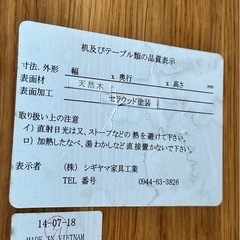 机及びテーブル類の品質表示
寸法、外形 幅 x 奥行 x 高さ mm
表面材 天然木
表面加工 セラウッド塗装
取り扱い上の注意
イ）直射日光は又、ストーブなどの 熱を避けて下さい。
ロ）加熱したなべ、湯わかしなど 直接置かないで下さい。
表示者 （株） シギヤマ家具工業
TEL 番号 0944-63-3826
14-07-18
MADE IN VIETNAM